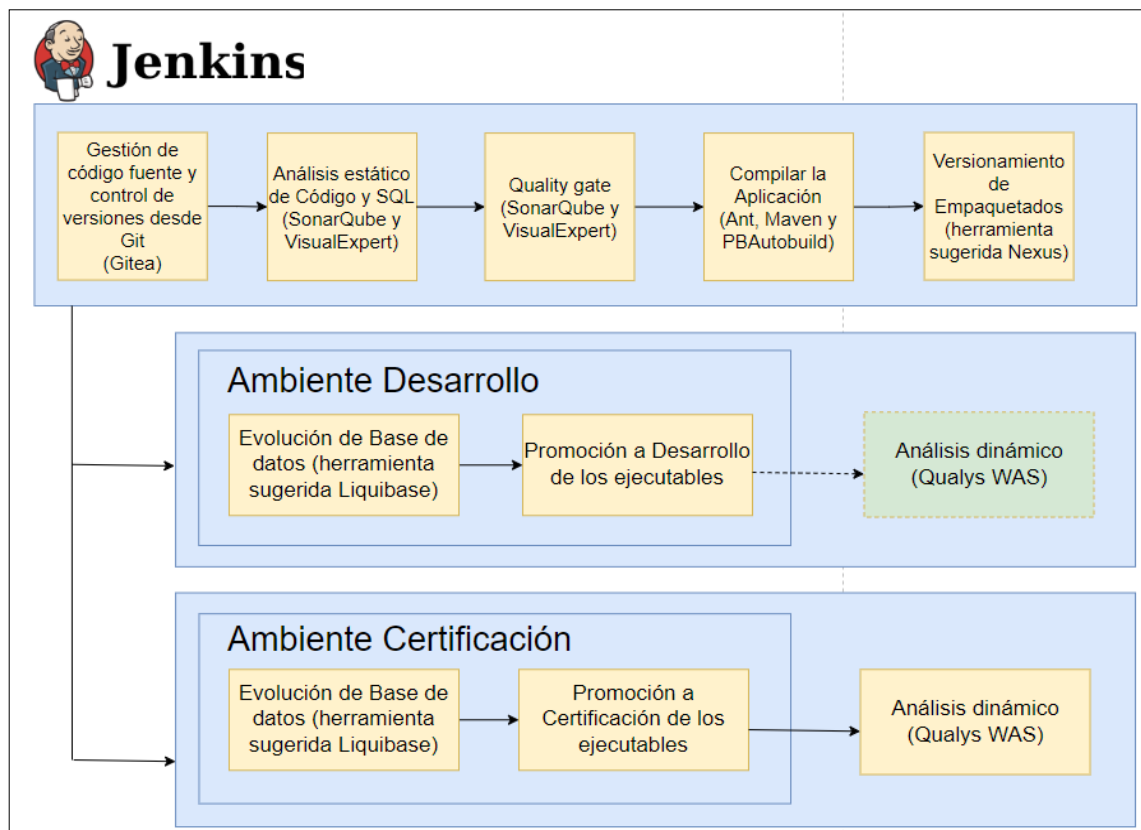 Jenkins
Gestión de
código fuente y
control de
versiones desde
Git
(Gitea)
Análisis estático
de Código y SQL
(SonarQube y
VisualExpert)
Quality gate
(SonarQube y
VisualExpert)
Compilar la
Aplicación
(Ant, Maven y
PBAutobuild)
Versionamiento
de
Empaquetados
(herramienta
sugerida Nexus)
Ambiente Desarrollo
Evolución de Base de
datos (herramienta
sugerida Liquibase)
Promoción a Desarrollo
de los ejecutables
Análisis dinámico
(Qualys WAS)
Ambiente Certificación
Evolución de Base de
datos (herramienta
sugerida Liquibase)
Promoción a
Certificación de los
ejecutables
Análisis dinámico
(Qualys WAS)